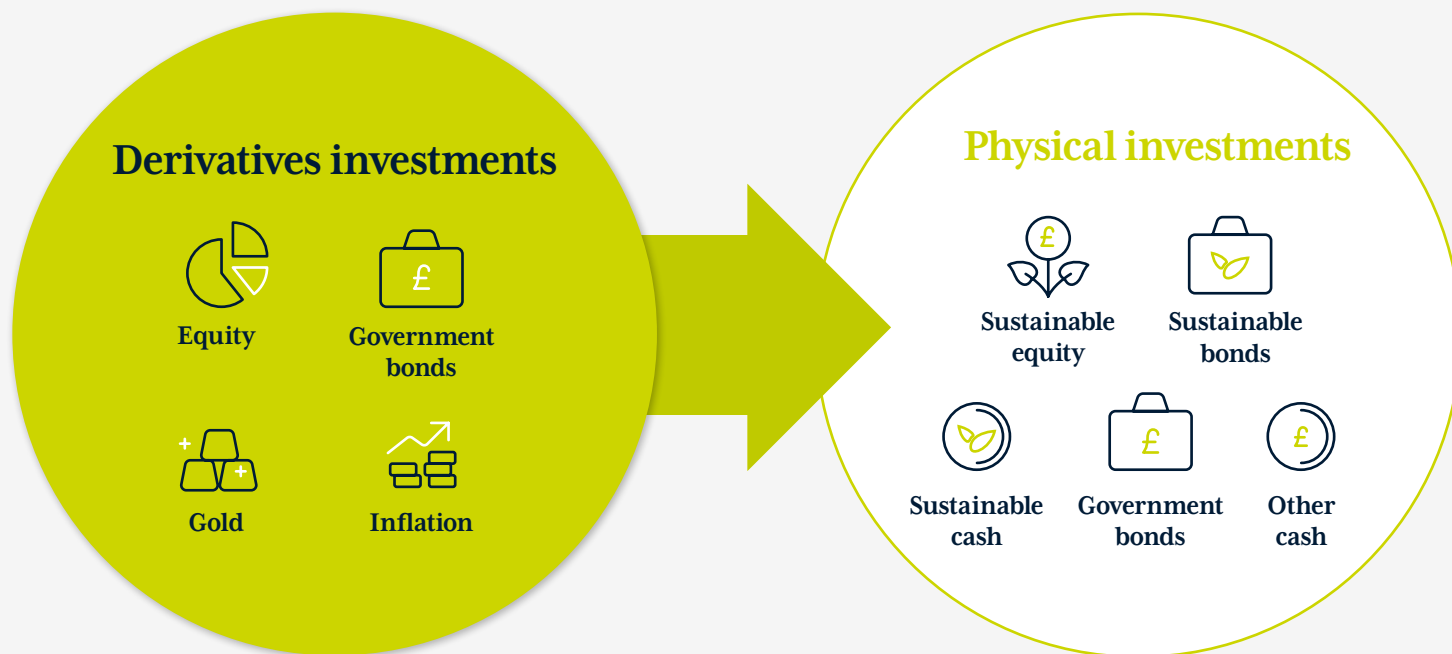 Derivatives investments
£
Equity
Government
bonds
Gold
Inflation
Physical investments
£
Sustainable
equity
Sustainable
bonds
£
£
Sustainable
cash
Government
bonds
Other
cash